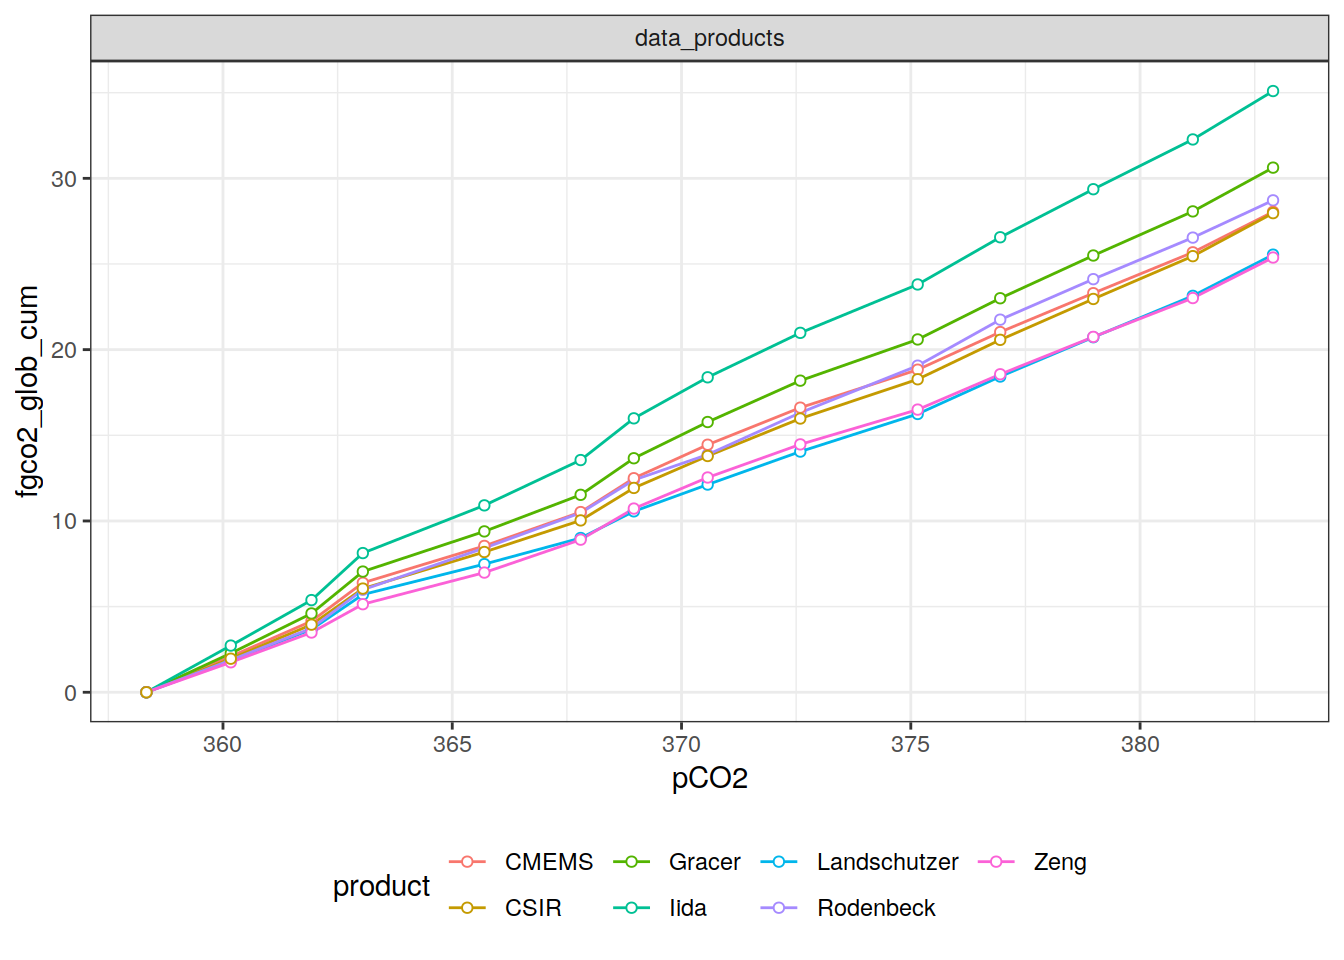 data_products
fgco2_glob_cum
30
20
10
0
360 365 370 375 380
pCO2
product
CMEMS Gracer Landschutzer Zeng
CSIR Iida Rodenbeck